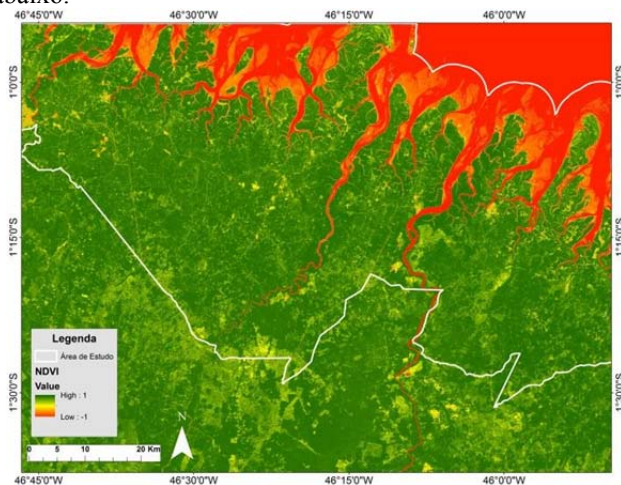 abaixo.
46°45'0"W 46°30'0"W 46°15'0"W 46°0'0"W
1°0'0"S 1°0'0"S
1°15'0"S 1°15'0"S
1°30'0"S 1°30'0"S
Legenda
Área de Estudo
NDVI
Value
High : 1
Low : -1
N
0 5 10 20 Km
46°45'0"W 46°30'0"W 46°15'0"W 46°0'0"W